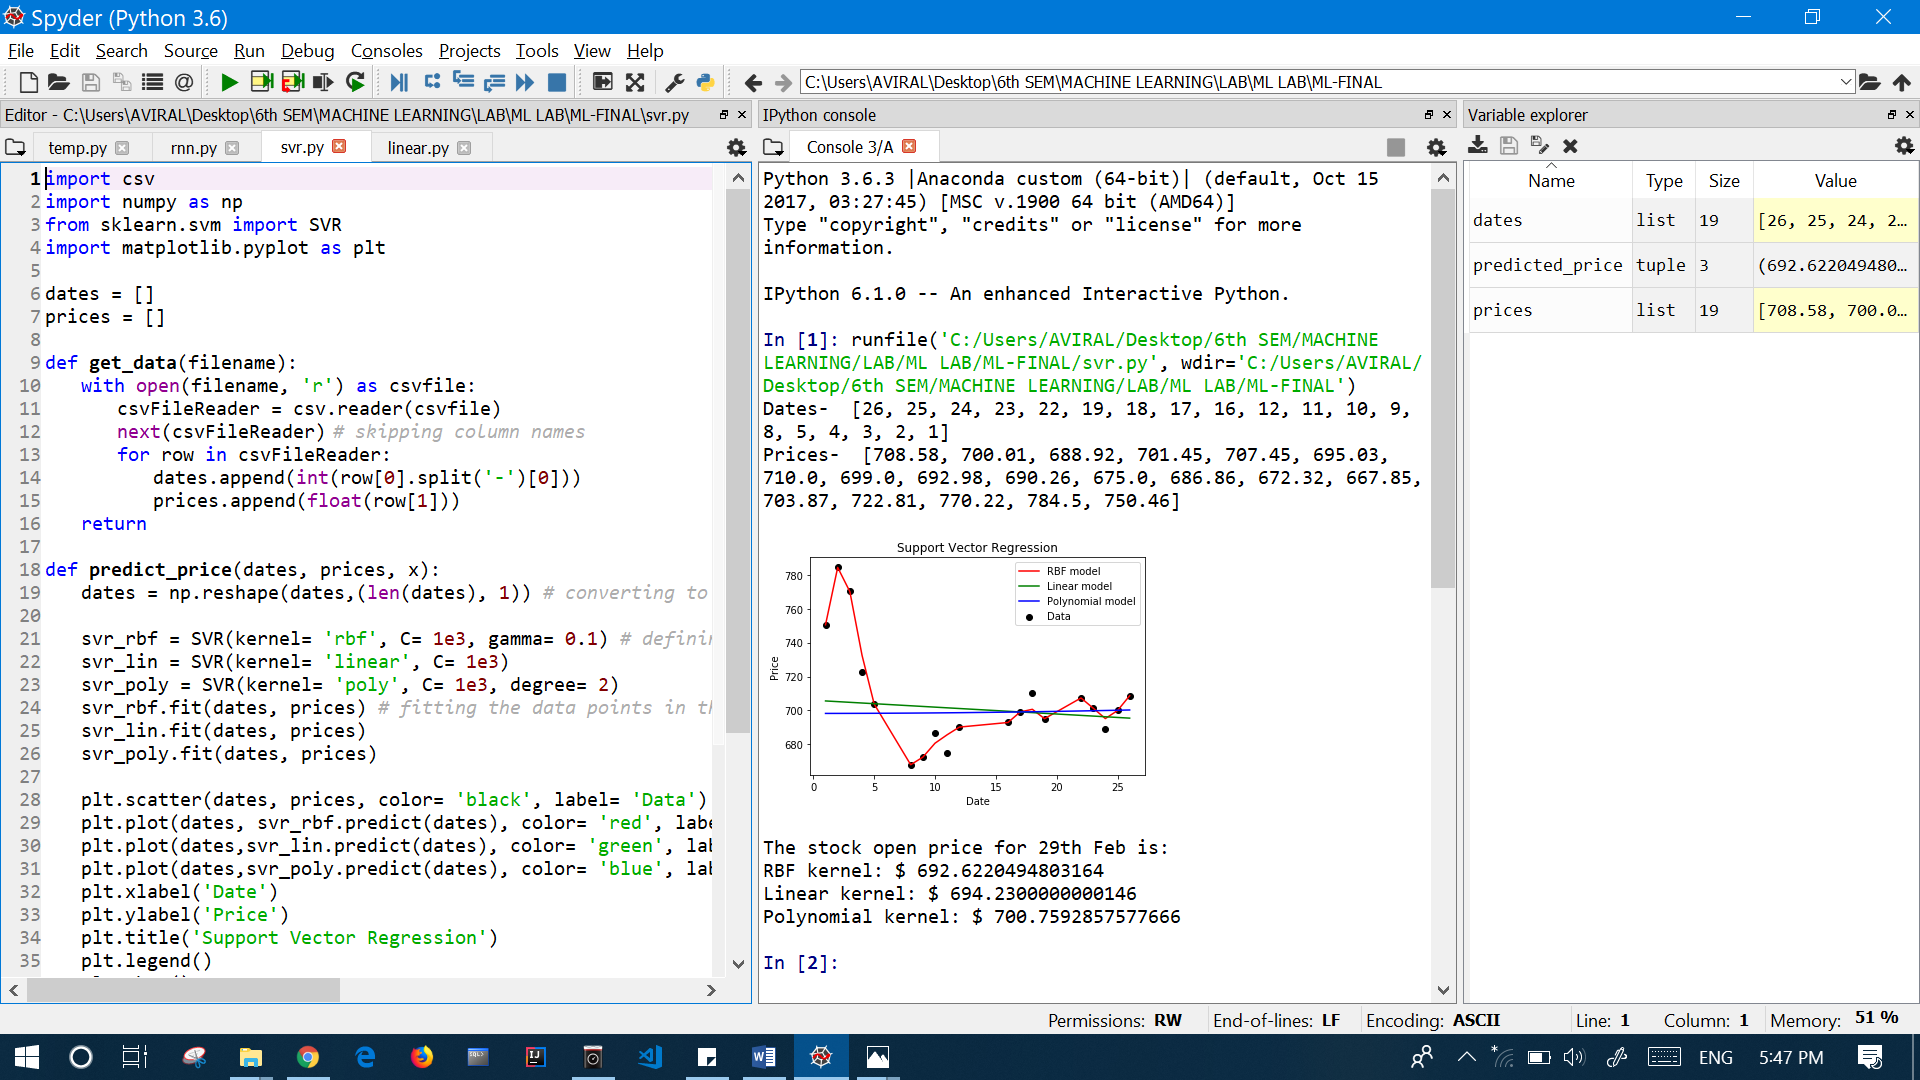 Spyder (Python 3.6)
File Edit Search Source Run Debug Consoles Projects Tools View Help
C:\Users\AVIRAL\Desktop\6th SEM\MACHINE LEARNING\LAB\ML LAB\ML-FINAL
Editor - C:\Users\AVIRAL\Desktop\6th SEM\MACHINE LEARNING\LAB\ML LAB\ML-FINAL\svr.py
temp.py rnn.py svr.py linear.py
1 import csv
2 import numpy as np
3 from sklearn.svm import SVR
4 import matplotlib.pyplot as plt
5
6 dates = []
7 prices = []
8
9 def get_data(filename):
10 with open(filename, 'r') as csvfile:
11 csvFileReader = csv.reader(csvfile)
12 next(csvFileReader) # skipping column names
13 for row in csvFileReader:
14 dates.append(int(row[0].split('-')[0]))
15 prices.append(float(row[1]))
16 return
17
18 def predict_price(dates, prices, x):
19 dates = np.reshape(dates,(len(dates), 1)) # converting to
20
21 svr_rbf = SVR(kernel= 'rbf', C= 1e3, gamma= 0.1) # defini
22 svr_lin = SVR(kernel= 'linear', C= 1e3)
23 svr_poly = SVR(kernel= 'poly', C= 1e3, degree= 2)
24 svr_rbf.fit(dates, prices) # fitting the data points in t
25 svr_lin.fit(dates, prices)
26 svr_poly.fit(dates, prices)
27
28 plt.scatter(dates, prices, color= 'black', label= 'Data')
29 plt.plot(dates, svr_rbf.predict(dates), color= 'red', labe
30 plt.plot(dates,svr_lin.predict(dates), color= 'green', lab
31 plt.plot(dates,svr_poly.predict(dates), color= 'blue', lab
32 plt.xlabel('Date')
33 plt.ylabel('Price')
34 plt.title('Support Vector Regression')
35 plt.legend()
IPython console
Console 3/A
Python 3.6.3 |Anaconda custom (64-bit)| (default, Oct 15
2017, 03:27:45) [MSC v.1900 64 bit (AMD64)]
Type "copyright", "credits" or "license" for more
information.
IPython 6.1.0 -- An enhanced Interactive Python.
In [1]: runfile('C:/Users/AVIRAL/Desktop/6th SEM/MACHINE
LEARNING/LAB/ML LAB/ML-FINAL/svr.py', wdir='C:/Users/AVIRAL/
Desktop/6th SEM/MACHINE LEARNING/LAB/ML LAB/ML-FINAL')
Dates- [26, 25, 24, 23, 22, 19, 18, 17, 16, 12, 11, 10, 9,
8, 5, 4, 3, 2, 1]
Prices- [708.58, 700.01, 688.92, 701.45, 707.45, 695.03,
710.0, 699.0, 692.98, 690.26, 675.0, 686.86, 672.32, 667.85,
703.87, 722.81, 770.22, 784.5, 750.46]
Support Vector Regression
RBF model
Linear model
Polynomial model
Data
780
760
740
720
700
680
Price
0 5 10 15 20 25
Date
The stock open price for 29th Feb is:
RBF kernel: $ 692.6220494803164
Linear kernel: $ 694.2300000000146
Polynomial kernel: $ 700.7592857577666
In [2]:
Variable explorer
Name Type Size Value
dates list 19 [26, 25, 24, 2…
predicted_price tuple 3 (692.622049480…
prices list 19 [708.58, 700.0…
Permissions: RW End-of-lines: LF Encoding: ASCII Line: 1 Column: 1 Memory: 51 %
ENG 5:47 PM